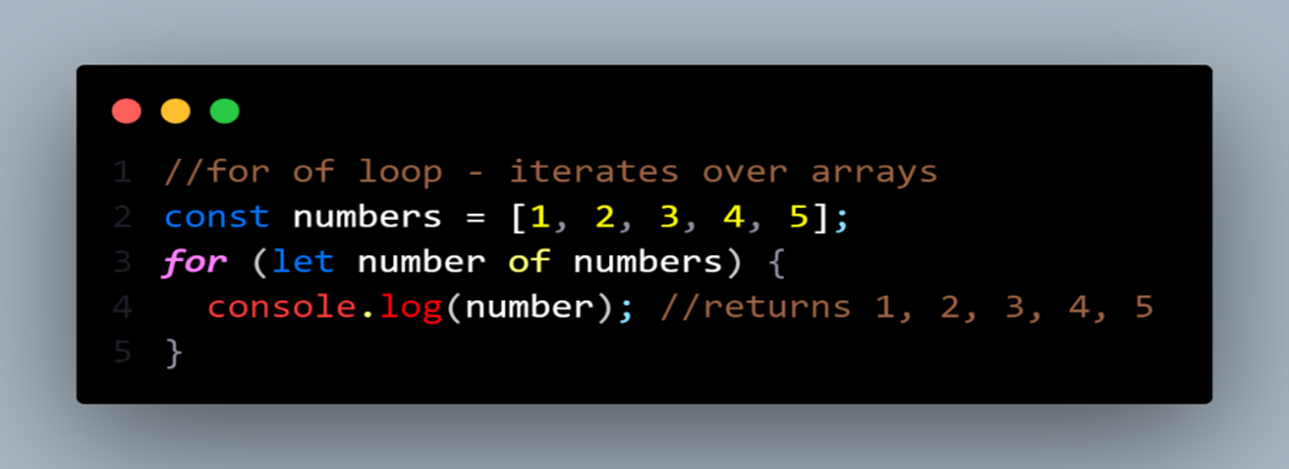 1 //for of loop - iterates over arrays
2 const numbers = [1, 2, 3, 4, 5];
3 for (let number of numbers) {
4   console.log(number); //returns 1, 2, 3, 4, 5
5 }